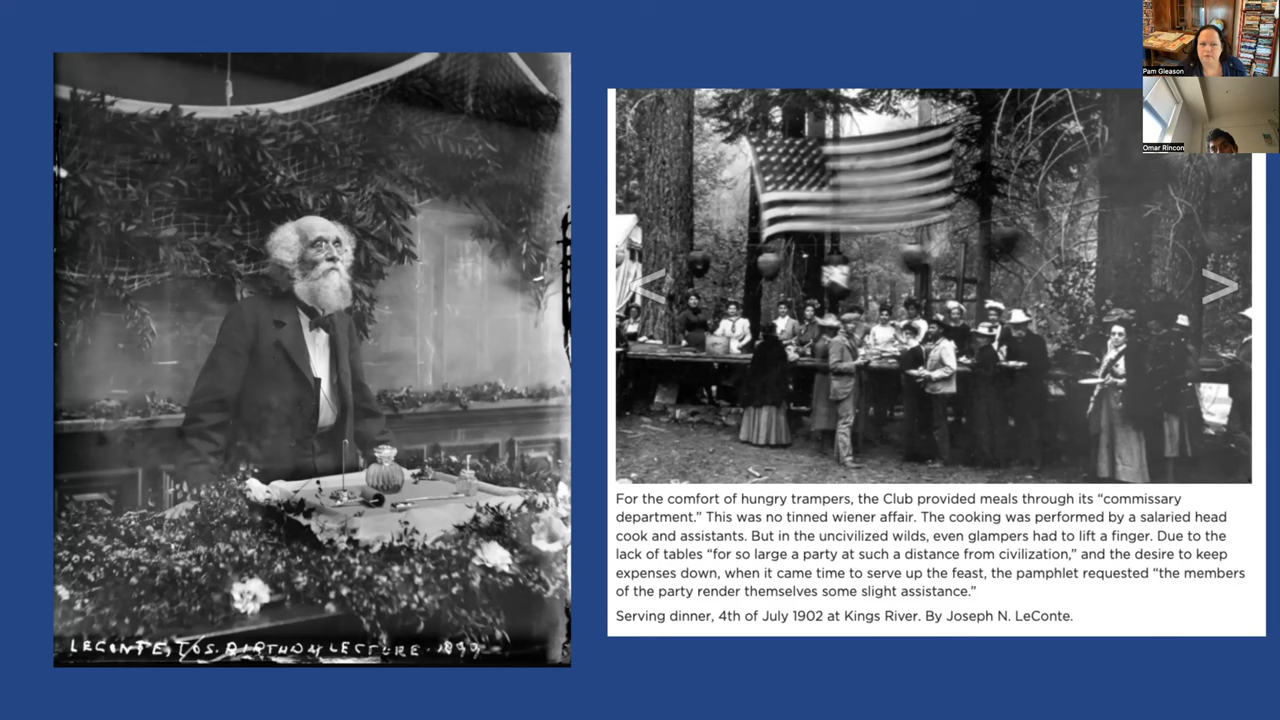 Pam Gleason
Omar Rincon
LECONTE, JOS. BIRTHDAY LECTURE - 1899
< >
For the comfort of hungry trampers, the Club provided meals through its “commissary
department.” This was no tinned wiener affair. The cooking was performed by a salaried head
cook and assistants. But in the uncivilized wilds, even glampers had to lift a finger. Due to the
lack of tables “for so large a party at such a distance from civilization,” and the desire to keep
expenses down, when it came time to serve up the feast, the pamphlet requested “the members
of the party render themselves some slight assistance.”
Serving dinner, 4th of July 1902 at Kings River. By Joseph N. LeConte.